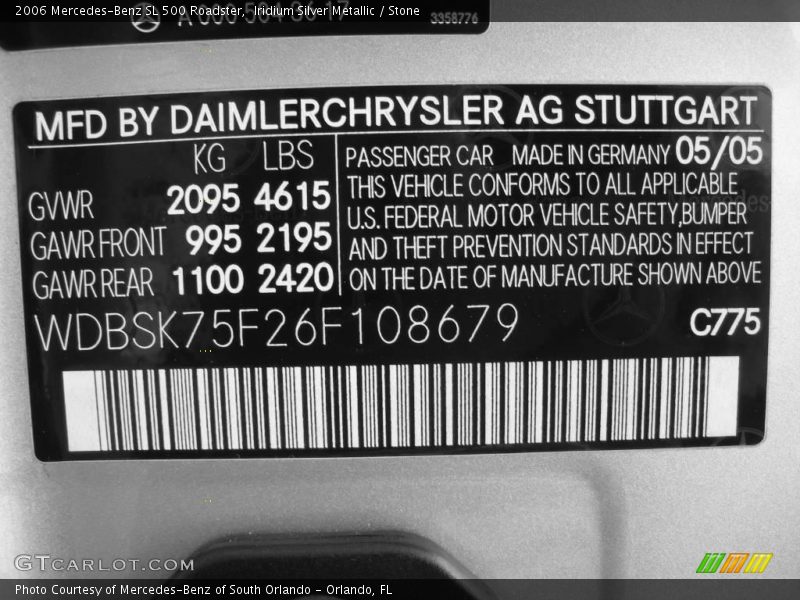 2006 Mercedes-Benz SL 500 Roadster, Iridium Silver Metallic / Stone
3358776
MFD BY DAIMLERCHRYSLER AG STUTTGART
KG LBS
GVWR 2095 4615
GAWR FRONT 995 2195
GAWR REAR 1100 2420
PASSENGER CAR MADE IN GERMANY 05/05
THIS VEHICLE CONFORMS TO ALL APPLICABLE
U.S. FEDERAL MOTOR VEHICLE SAFETY, BUMPER
AND THEFT PREVENTION STANDARDS IN EFFECT
ON THE DATE OF MANUFACTURE SHOWN ABOVE
WDBSK75F26F108679 C775
GTCARLOT.COM
Photo Courtesy of Mercedes-Benz of South Orlando - Orlando, FL